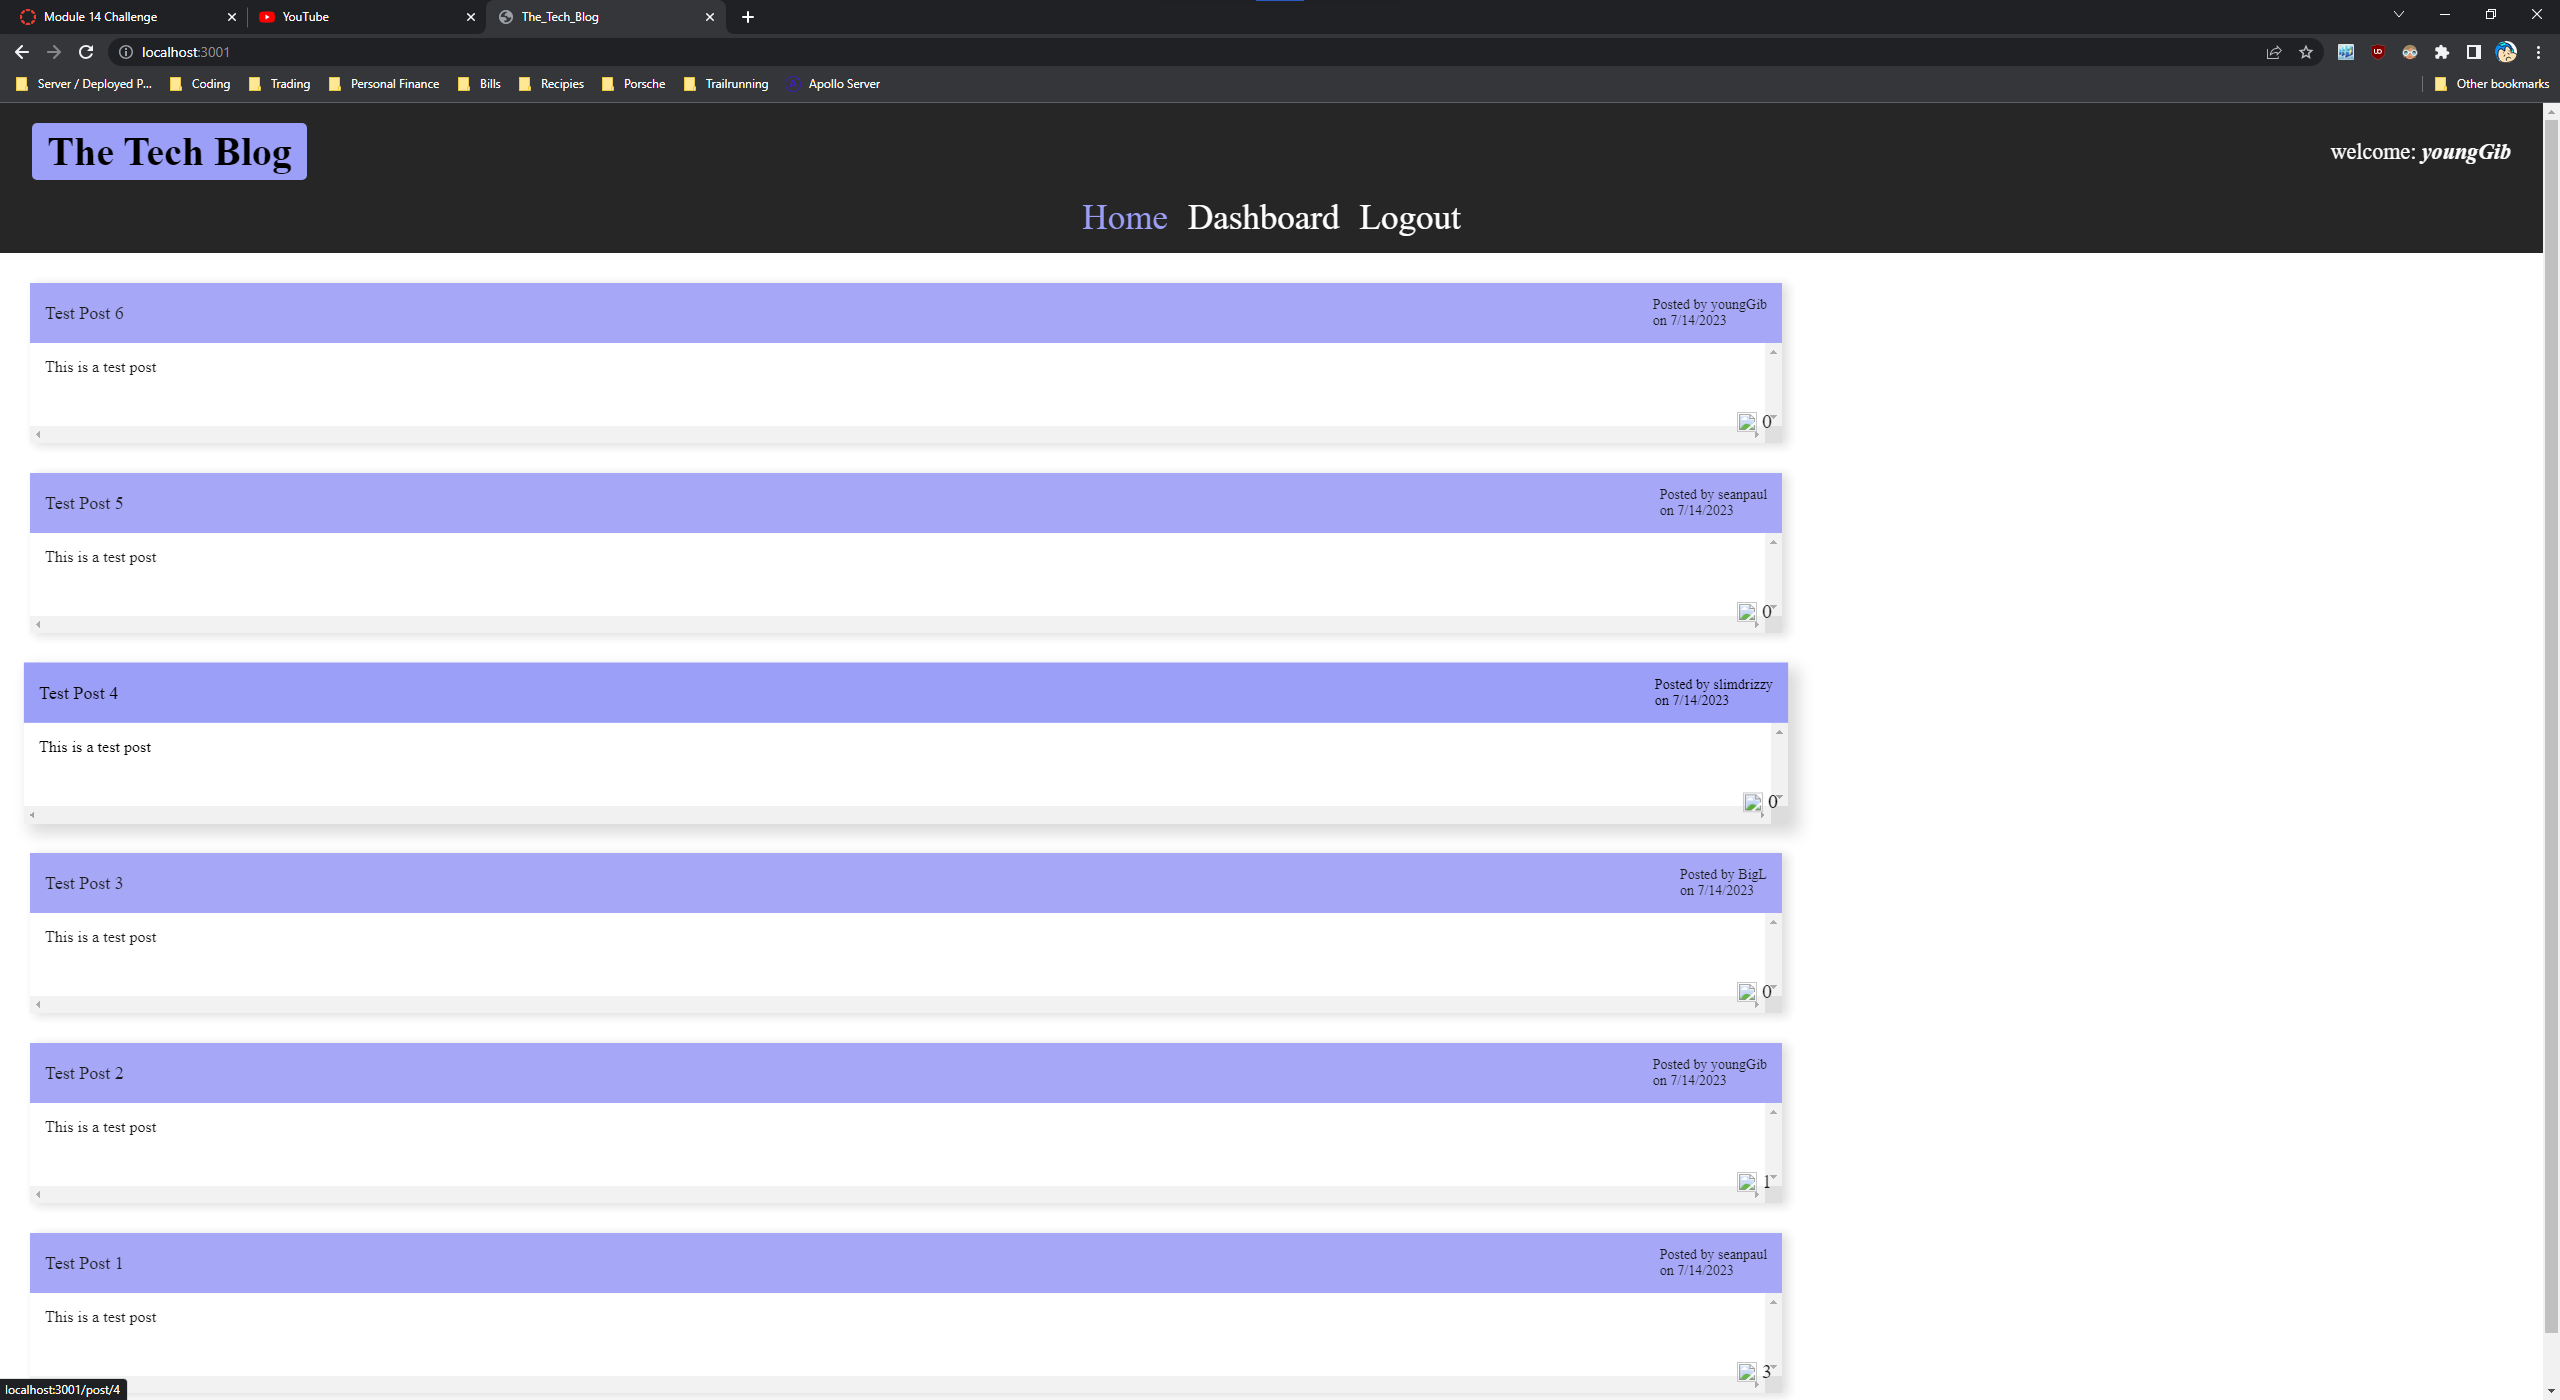 Module 14 Challenge
YouTube
The_Tech_Blog
localhost:3001
Server / Deployed P...
Coding
Trading
Personal Finance
Bills
Recipies
Porsche
Trailrunning
Apollo Server
Other bookmarks
The Tech Blog
welcome: youngGib
Home Dashboard Logout
Test Post 6
Posted by youngGib
on 7/14/2023
This is a test post
0
Test Post 5
Posted by seanpaul
on 7/14/2023
This is a test post
0
Test Post 4
Posted by slimdrizzy
on 7/14/2023
This is a test post
0
Test Post 3
Posted by BigL
on 7/14/2023
This is a test post
0
Test Post 2
Posted by youngGib
on 7/14/2023
This is a test post
1
Test Post 1
Posted by seanpaul
on 7/14/2023
This is a test post
3
localhost:3001/post/4